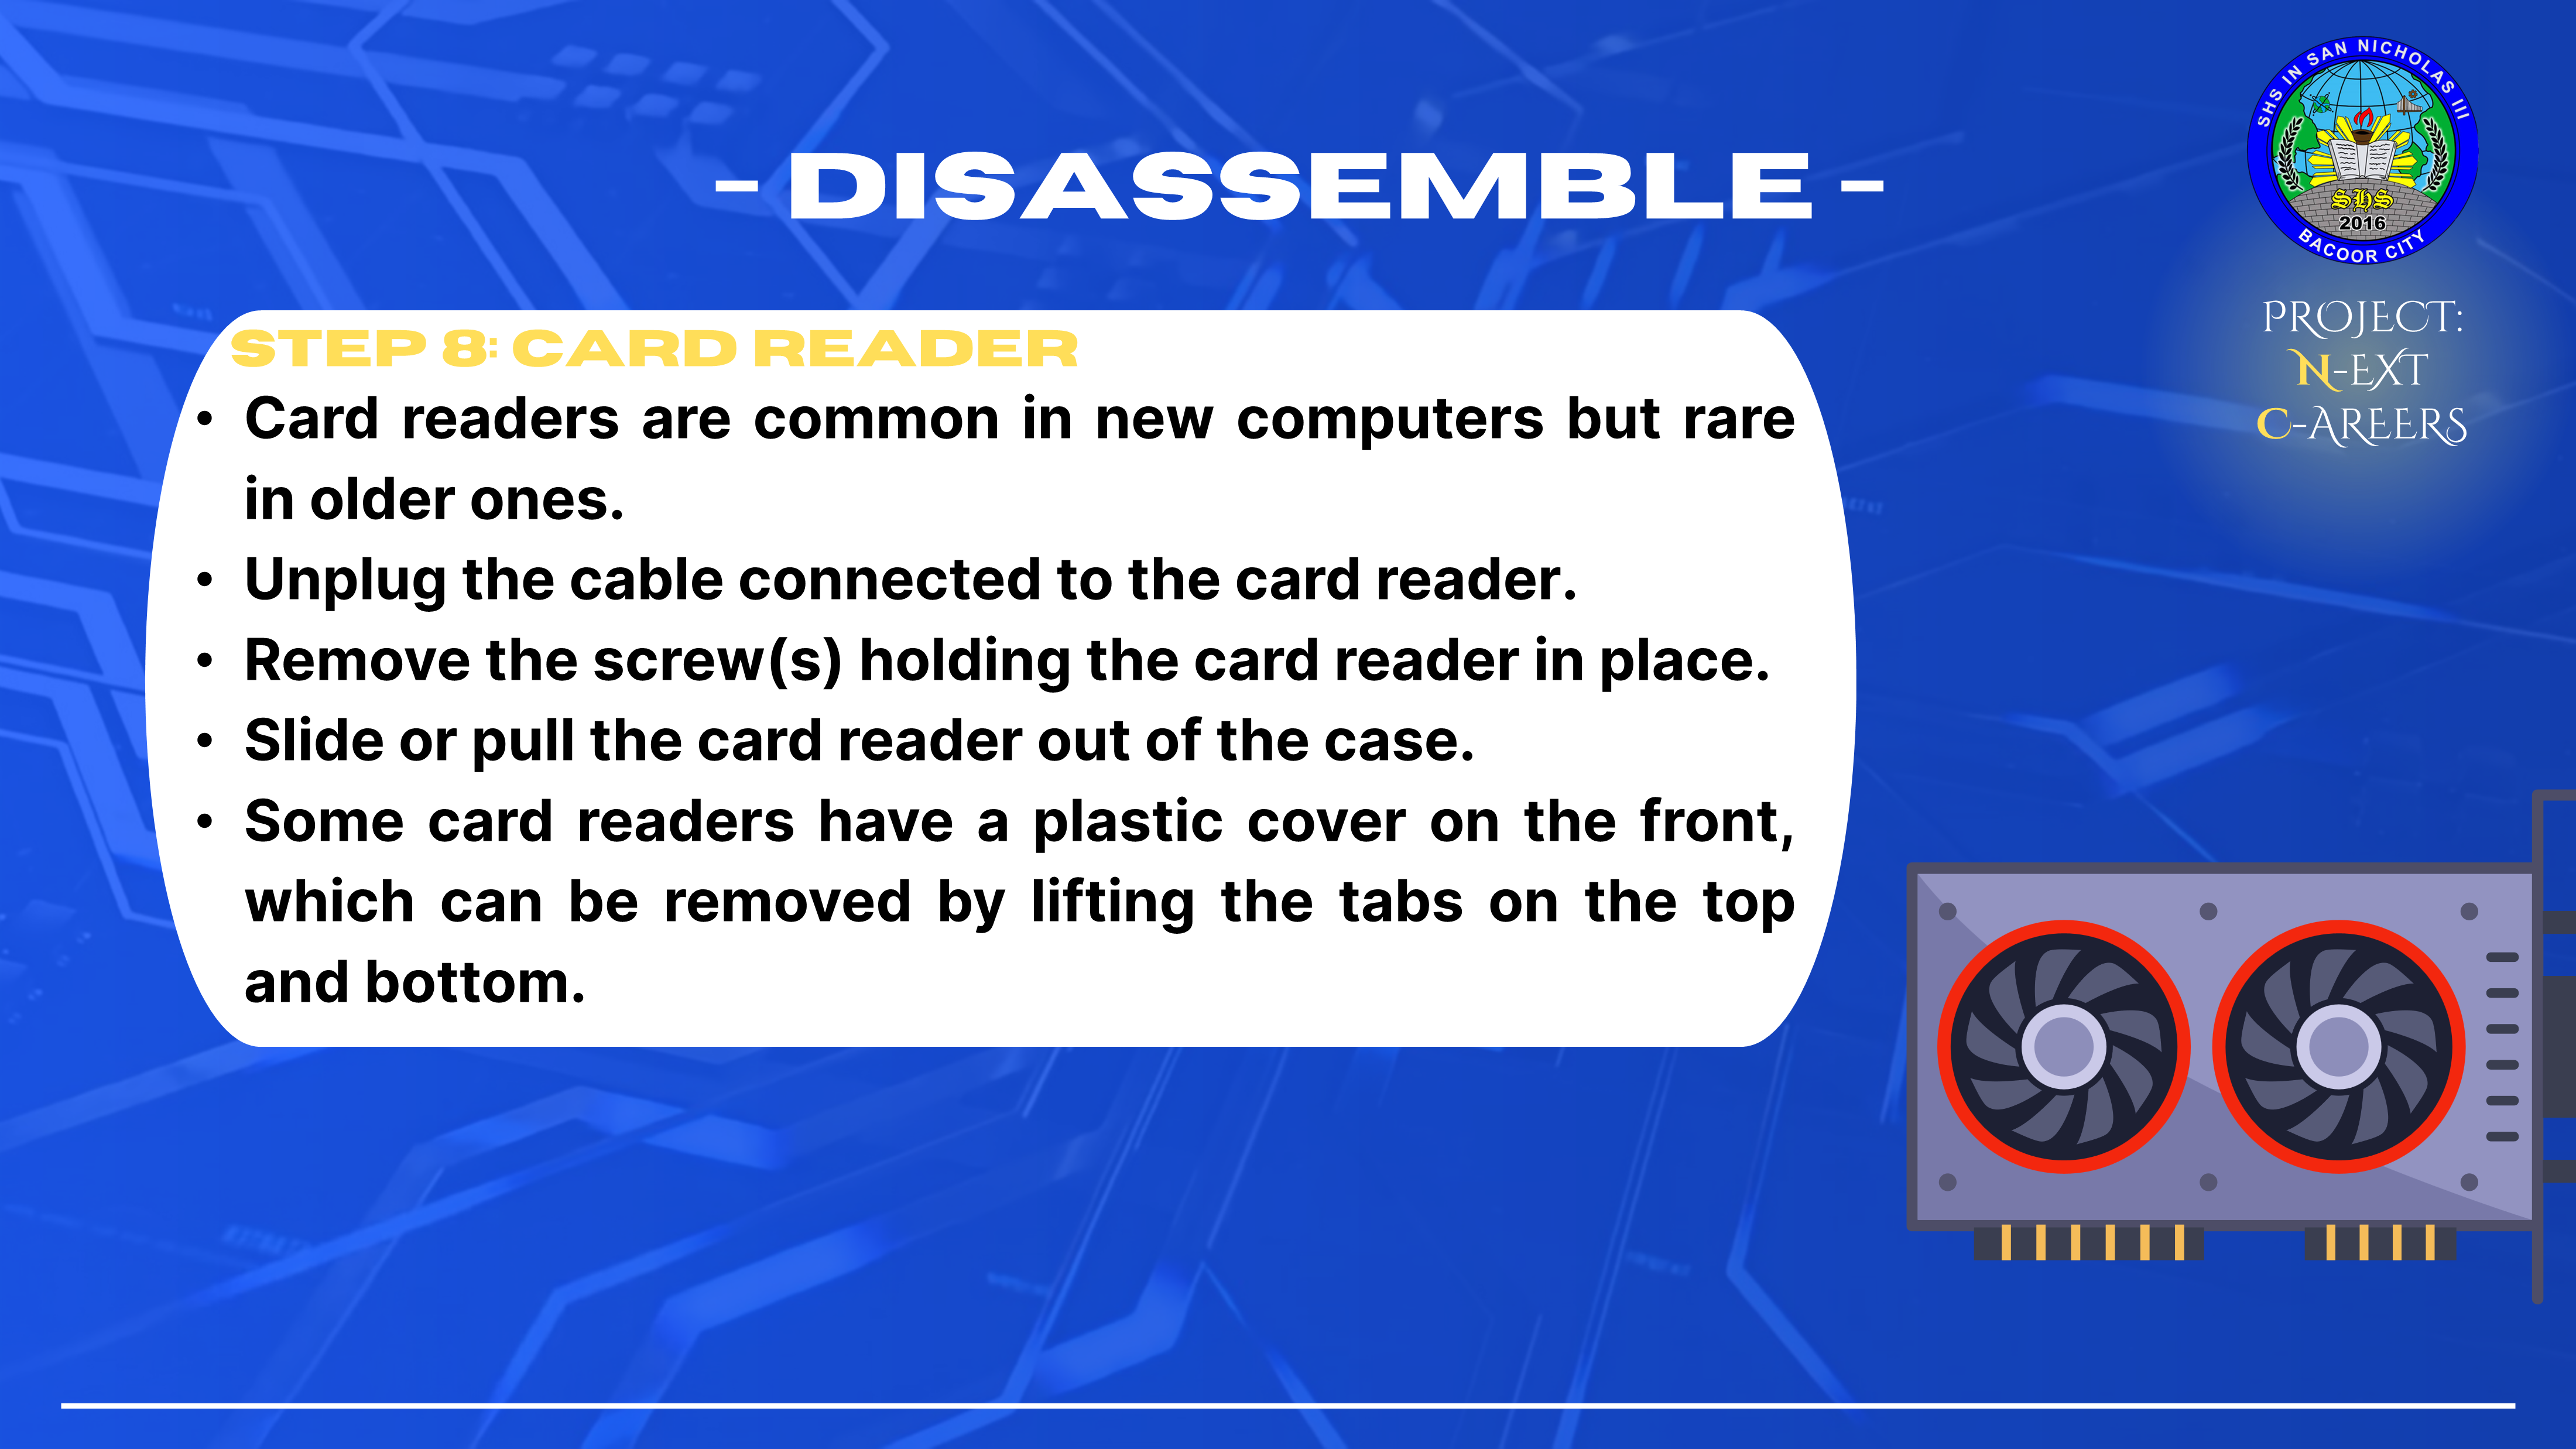 - DISASSEMBLE -
SHS IN SAN NICHOLAS III
SHS
2016
BACOOR CITY
PROJECT:
N-EXT
C-AREERS
STEP 8: CARD READER
• Card readers are common in new computers but rare
in older ones.
• Unplug the cable connected to the card reader.
• Remove the screw(s) holding the card reader in place.
• Slide or pull the card reader out of the case.
• Some card readers have a plastic cover on the front,
which can be removed by lifting the tabs on the top
and bottom.